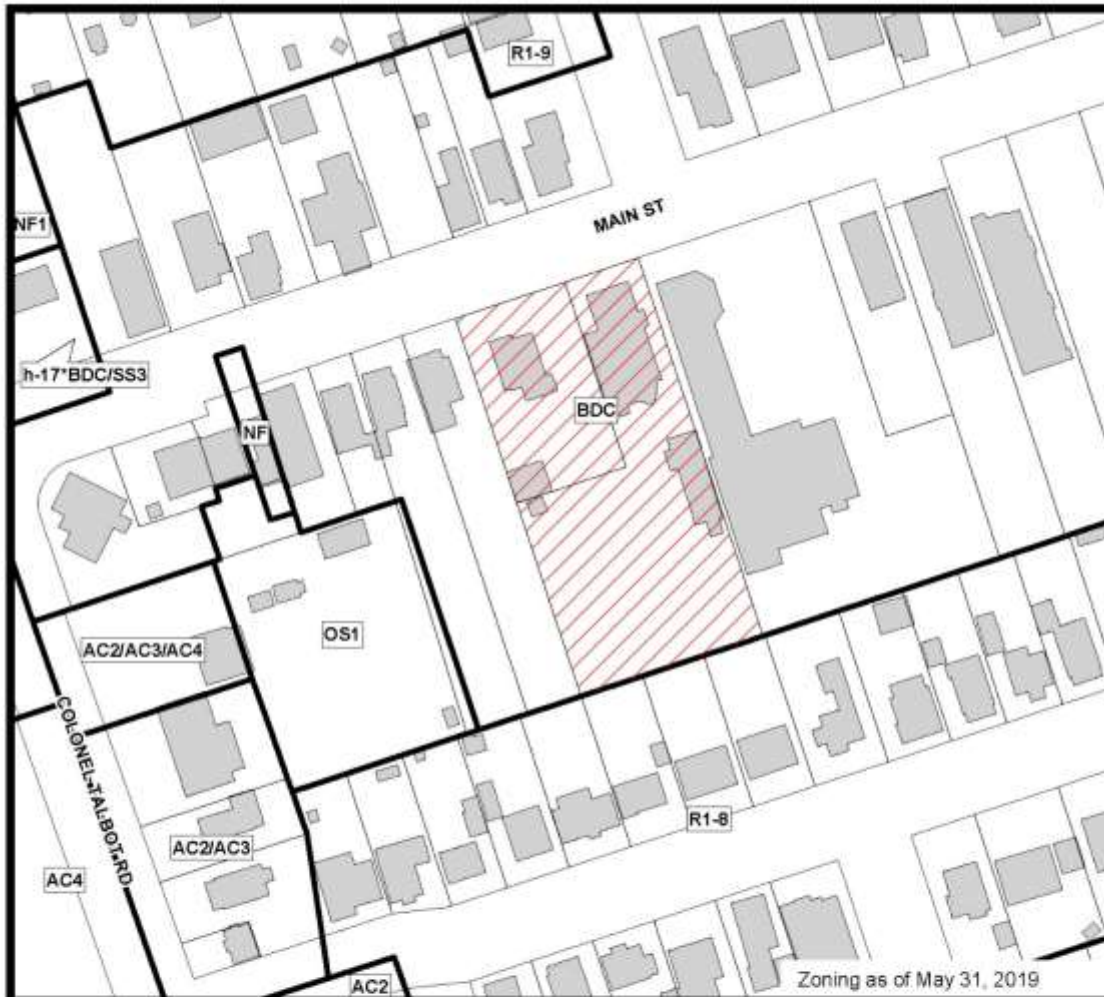 R1-9
MAIN ST
NF1
h-17*BDC/SS3
BDC
NF
OS1
AC2/AC3/AC4
COLONEL TALBOT RD
R1-8
AC2/AC3
AC4
Zoning as of May 31, 2019
AC2